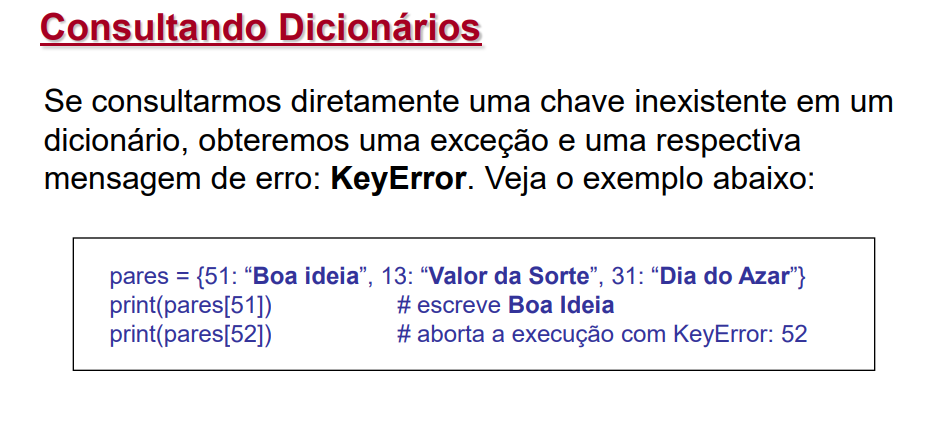 Consultando Dicionários
Se consultarmos diretamente uma chave inexistente em um
dicionário, obteremos uma exceção e uma respectiva
mensagem de erro: KeyError. Veja o exemplo abaixo:
pares = {51: “Boa ideia”, 13: “Valor da Sorte”, 31: “Dia do Azar”}
print(pares[51]) # escreve Boa Ideia
print(pares[52]) # aborta a execução com KeyError: 52